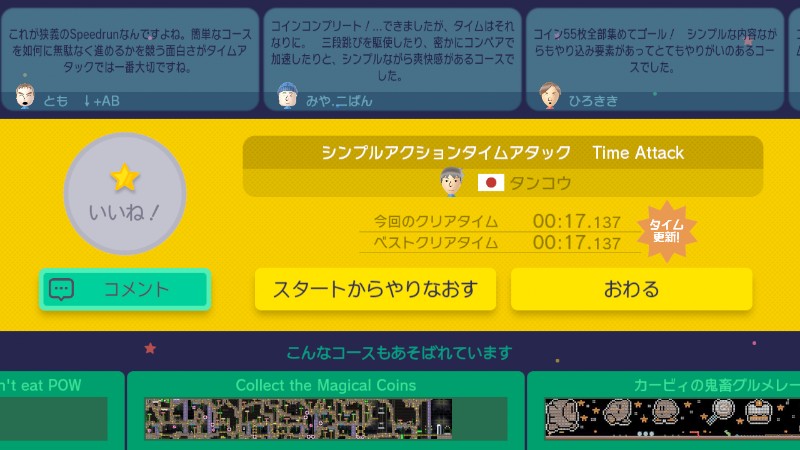 これが狭義のSpeedrunなんですよね。簡単なコース
を如何に無駄なく進めるかを競う面白さがタイムア
タックでは一番大切ですね。
とも　↓+AB
コインコンプリート！...できましたが、タイムはそれ
なりに。　三段跳びを駆使したり、密かにコンベアで
加速したりと、シンプルながら爽快感があるコースで
した。
みや.こばん
コイン55枚全部集めてゴール！　シンプルな内容なが
らもやり込み要素があってとてもやりがいのあるコー
スでした。
ひろきき
いいね！
シンプルアクションタイムアタック　Time Attack
タンコウ
今回のクリアタイム　00:17.137
ベストクリアタイム　00:17.137
タイム
更新!
コメント
スタートからやりなおす
おわる
こんなコースもあそばれています
n't eat POW
Collect the Magical Coins
カービィの鬼畜グルメレー